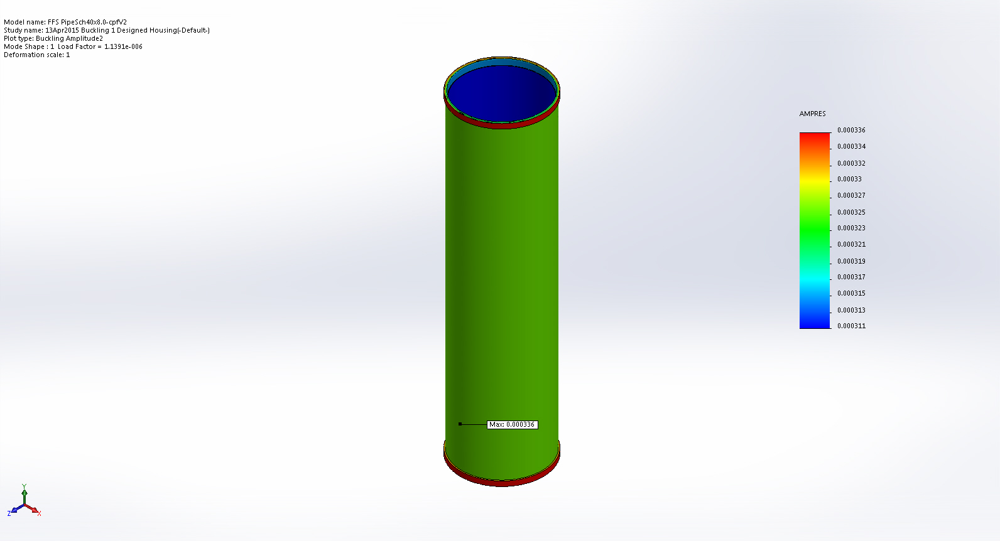 Model name: FFS PipeSch40x8.0-cpfV2
Study name: 13Apr2015 Buckling 1 Designed Housing(-Default-)
Plot type: Buckling Amplitude2
Mode Shape : 1 Load Factor = 1.1391e-006
Deformation scale: 1
AMPRES
0.000336
0.000334
0.000332
0.00033
0.000327
0.000325
0.000323
0.000321
0.000319
0.000317
0.000315
0.000313
0.000311
Max: 0.000336
Y
Z
X